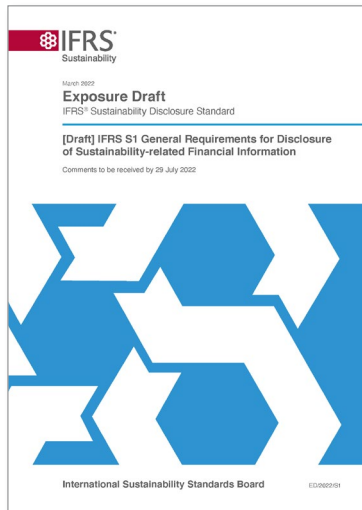 IFRS®
Sustainability
March 2022
Exposure Draft
IFRS® Sustainability Disclosure Standard
[Draft] IFRS S1 General Requirements for Disclosure
of Sustainability-related Financial Information
Comments to be received by 29 July 2022
International Sustainability Standards Board
ED/2022/S1